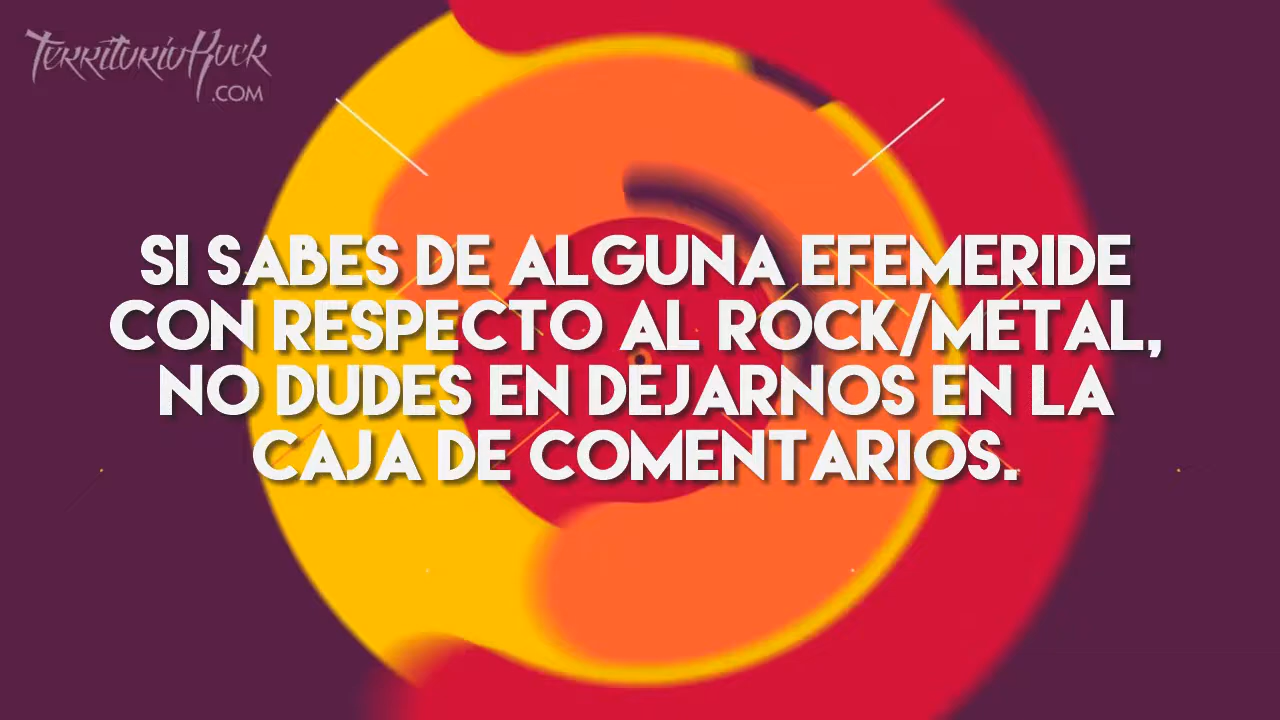 TerritorioRock
.COM
SI SABES DE ALGUNA EFEMERIDE
CON RESPECTO AL ROCK/METAL,
NO DUDES EN DEJARNOS EN LA
CAJA DE COMENTARIOS.